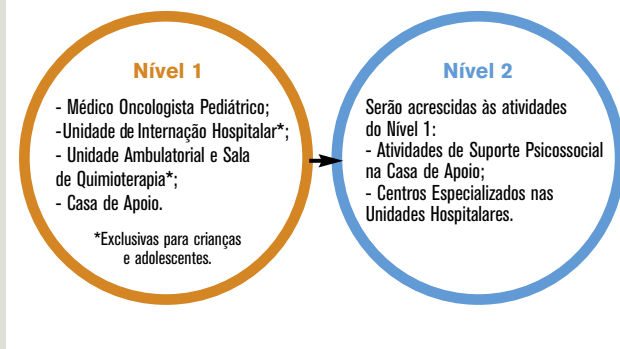 Nível 1
- Médico Oncologista Pediátrico;
-Unidade de Internação Hospitalar*;
- Unidade Ambulatorial e Sala
de Quimioterapia*;
- Casa de Apoio.
*Exclusivas para crianças
e adolescentes.
Nível 2
Serão acrescidas às atividades
do Nível 1:
- Atividades de Suporte Psicossocial
na Casa de Apoio;
- Centros Especializados nas
Unidades Hospitalares.